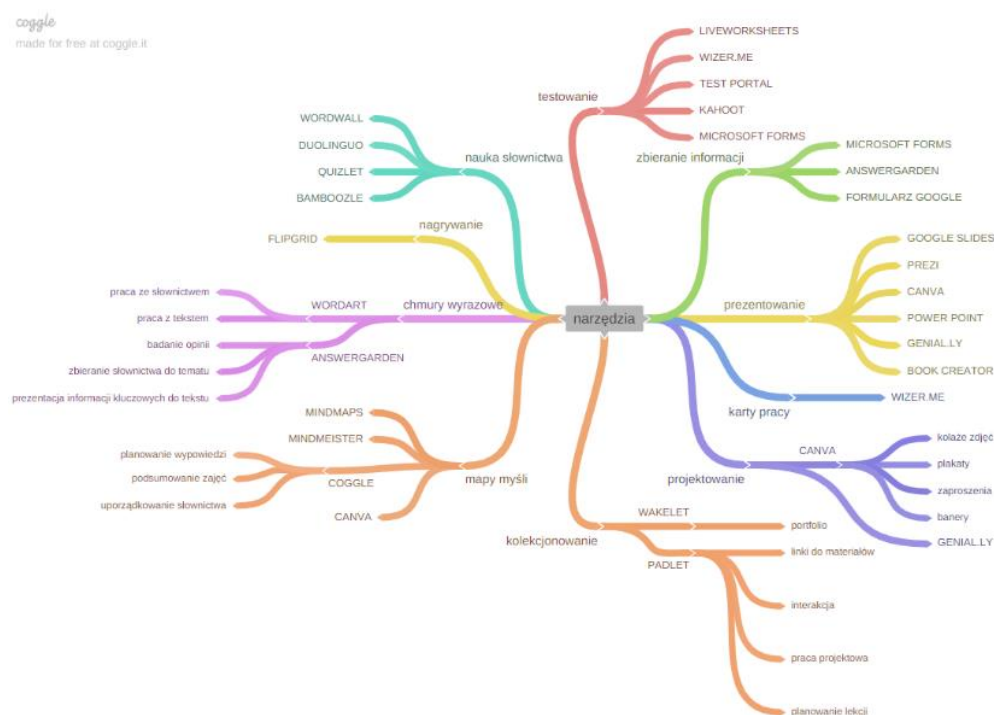 coggle
made for free at coggle.it
narzędzia
testowanie
LIVEWORKSHEETS
WIZER.ME
TEST PORTAL
KAHOOT
MICROSOFT FORMS
zbieranie informacji
MICROSOFT FORMS
ANSWERGARDEN
FORMULARZ GOOGLE
prezentowanie
GOOGLE SLIDES
PREZI
CANVA
POWER POINT
GENIAL.LY
BOOK CREATOR
karty pracy
WIZER.ME
projektowanie
CANVA
kolaże zdjęć
plakaty
zaproszenia
banery
GENIAL.LY
kolekcjonowanie
WAKELET
portfolio
PADLET
linki do materiałów
interakcja
praca projektowa
planowanie lekcji
nauka słownictwa
WORDWALL
DUOLINGUO
QUIZLET
BAMBOOZLE
nagrywanie
FLIPGRID
chmury wyrazowe
WORDART
praca ze słownictwem
praca z tekstem
ANSWERGARDEN
badanie opinii
zbieranie słownictwa do tematu
prezentacja informacji kluczowych do tekstu
mapy myśli
MINDMAPS
MINDMEISTER
COGGLE
planowanie wypowiedzi
podsumowanie zajęć
uporządkowanie słownictwa
CANVA